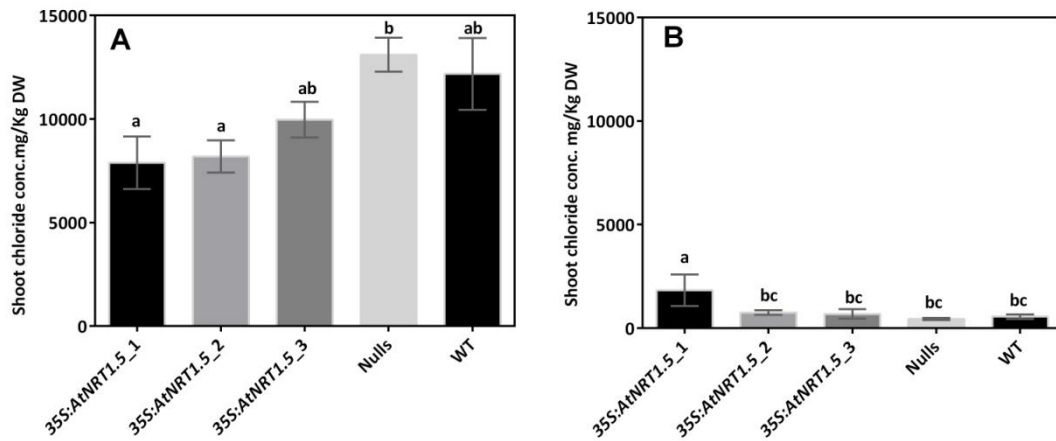 A
Shoot chloride conc.mg/Kg DW
15000
10000
5000
0
a
a
ab
b
ab
35S:AtNRT1.5_1
35S:AtNRT1.5_2
35S:AtNRT1.5_3
Nulls
WT
B
Shoot chloride conc. mg/Kg DW
15000
10000
5000
0
a
bc
bc
bc
bc
35S:AtNRT1.5_1
35S:AtNRT1.5_2
35S:AtNRT1.5_3
Nulls
WT